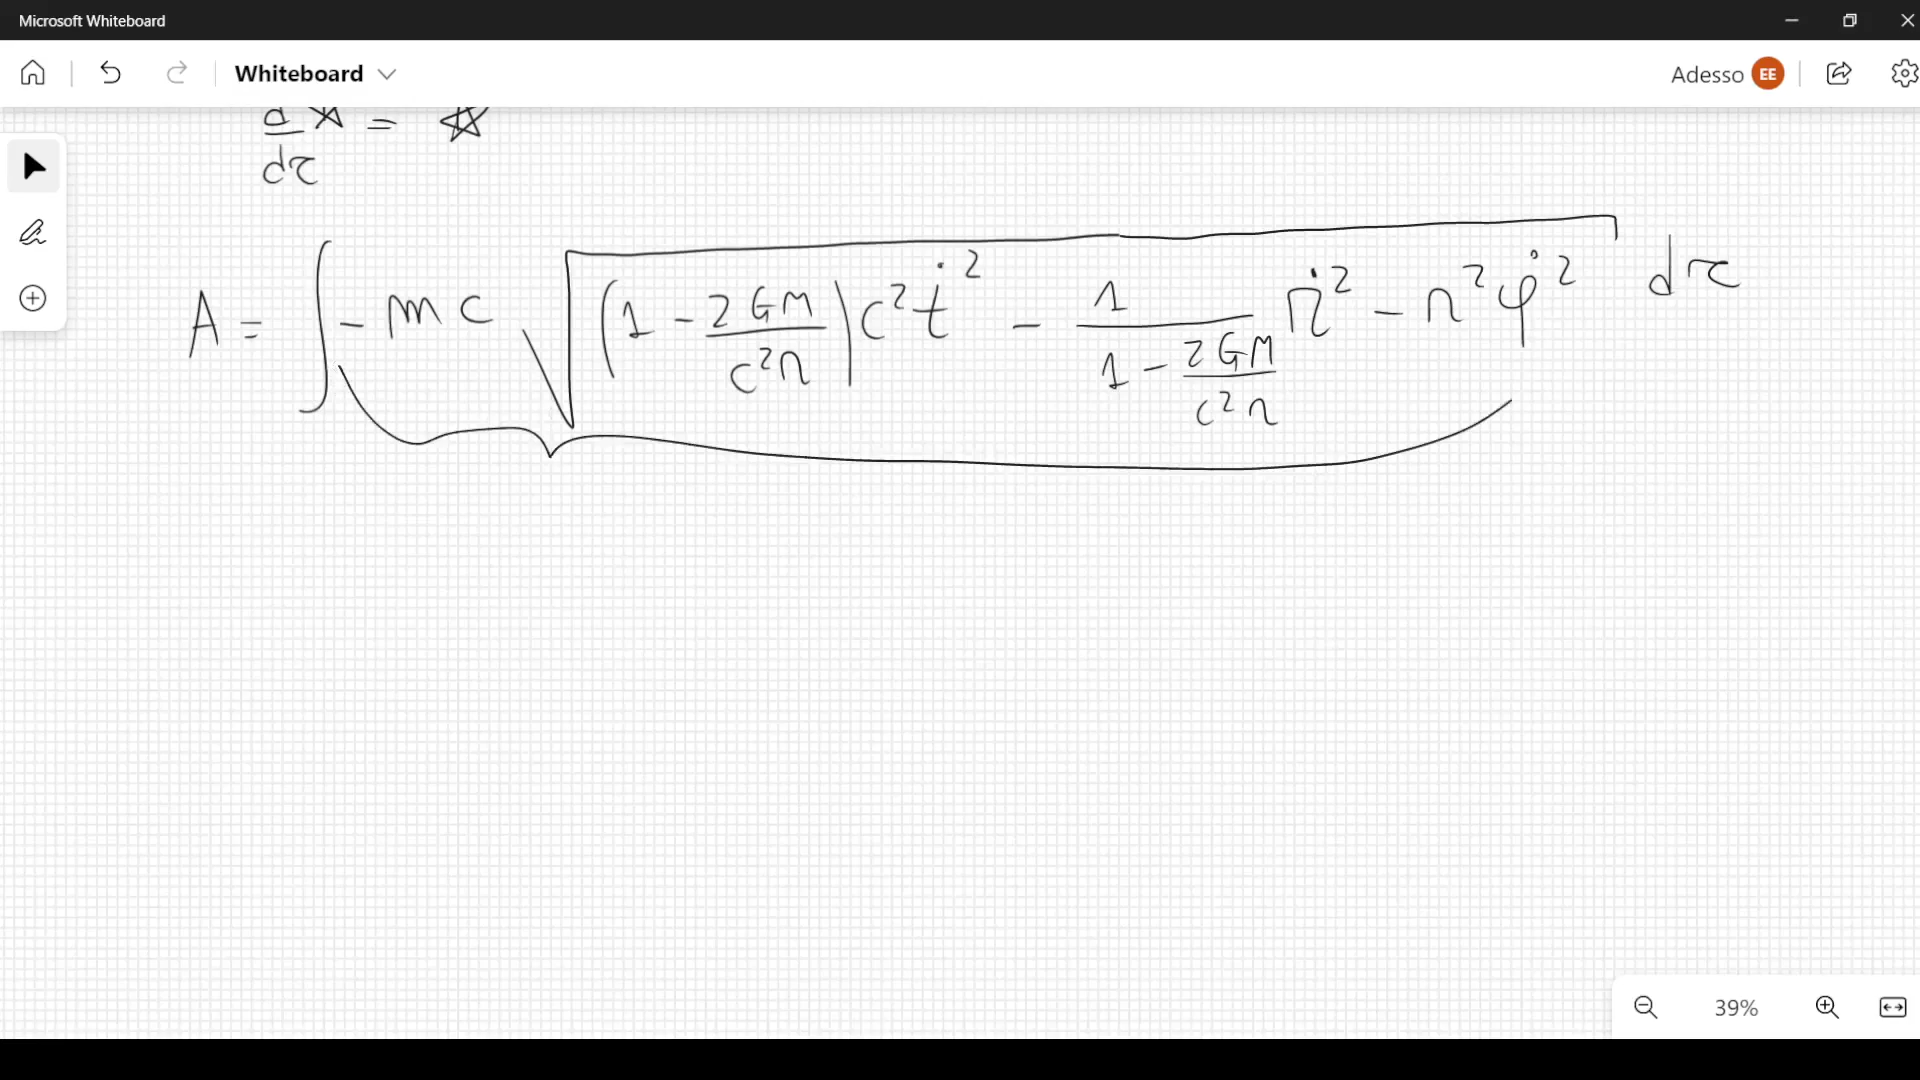 Microsoft Whiteboard
Whiteboard
Adesso EE
d/dτ ☆ = ☆
A = ∫ - m c √( (1 - 2GM/(c²r)) c² ṫ² - 1/(1 - 2GM/(c²r)) ṙ² - r² φ̇² ) dτ
39%